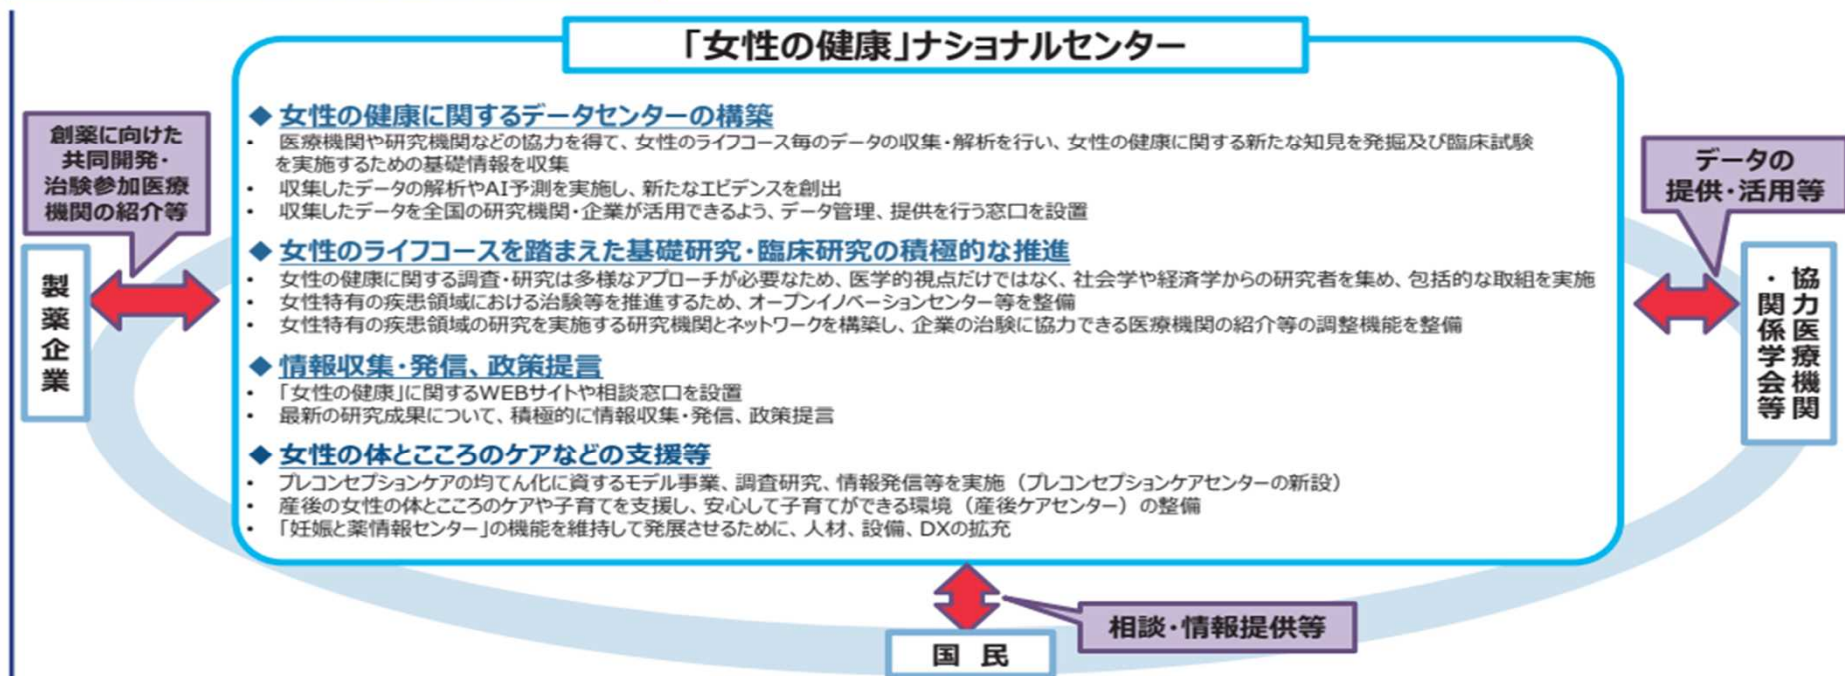 「女性の健康」ナショナルセンター
◆ 女性の健康に関するデータセンターの構築
・ 医療機関や研究機関などの協力を得て、女性のライフコース毎のデータの収集・解析を行い、女性の健康に関する新たな知見を発掘及び臨床試験
を実施するための基礎情報を収集
・ 収集したデータの解析やAI予測を実施し、新たなエビデンスを創出
・ 収集したデータを全国の研究機関・企業が活用できるよう、データ管理、提供を行う窓口を設置
◆ 女性のライフコースを踏まえた基礎研究・臨床研究の積極的な推進
・ 女性の健康に関する調査・研究は多様なアプローチが必要なため、医学的視点だけではなく、社会学や経済学からの研究者を集め、包括的な取組を実施
・ 女性特有の疾患領域における治験等を推進するため、オープンイノベーションセンター等を整備
・ 女性特有の疾患領域の研究を実施する研究機関とネットワークを構築し、企業の治験に協力できる医療機関の紹介等の調整機能を整備
◆ 情報収集・発信、政策提言
・ 「女性の健康」に関するWEBサイトや相談窓口を設置
・ 最新の研究成果について、積極的に情報収集・発信、政策提言
◆ 女性の体とこころのケアなどの支援等
・ プレコンセプションケアの均てん化に資するモデル事業、調査研究、情報発信等を実施（プレコンセプションケアセンターの新設）
・ 産後の女性の体とこころのケアや子育てを支援し、安心して子育てができる環境（産後ケアセンター）の整備
・ 「妊娠と薬情報センター」の機能を維持して発展させるために、人材、設備、DXの拡充
創薬に向けた
共同開発・
治験参加医療
機関の紹介等
製薬企業
データの
提供・活用等
協力医療機関
・関係学会等
相談・情報提供等
国 民